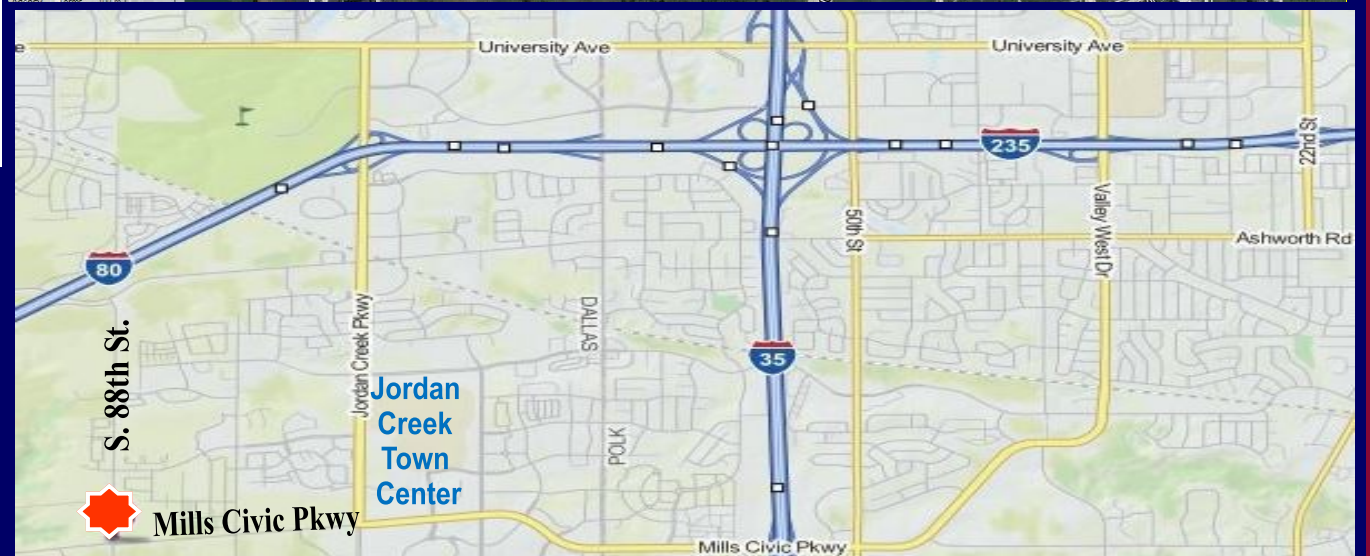 University Ave
University Ave
235
22nd St
80
Valley West Dr
50th St
Ashworth Rd
S. 88th St.
Jordan Creek Pkwy
DALLAS
35
Jordan
Creek
Town
Center
POLK
Mills Civic Pkwy
Mills Civic Pkwy